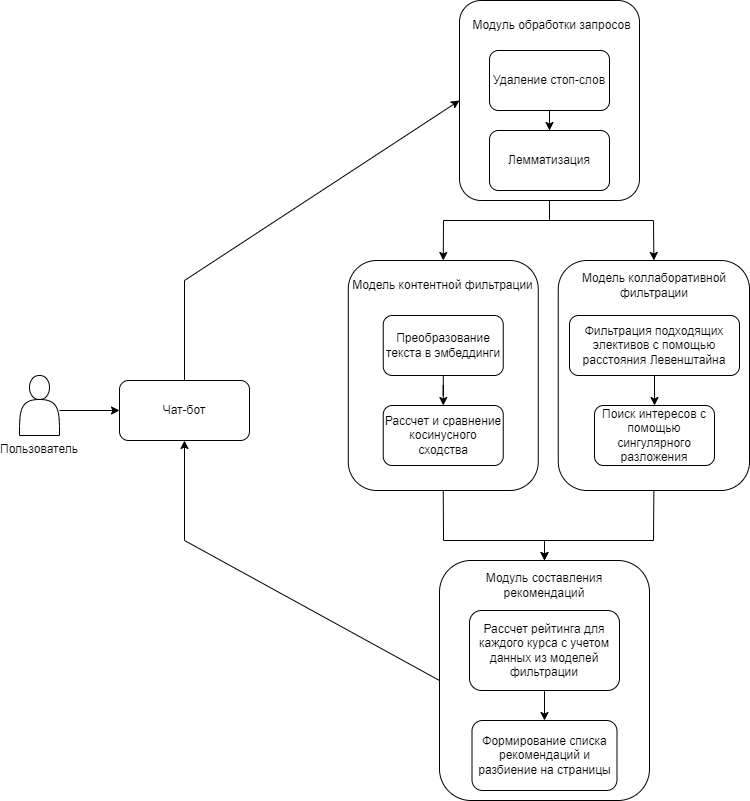 Модуль обработки запросов
Удаление стоп-слов
Лемматизация
Модель контентной фильтрации
Преобразование
текста в эмбеддинги
Рассчет и сравнение
косинусного
сходства
Модель коллаборативной
фильтрации
Фильтрация подходящих
элективов с помощью
расстояния Левенштайна
Поиск интересов с
помощью
сингулярного
разложения
Чат-бот
Пользователь
Модуль составления
рекомендаций
Рассчет рейтинга для
каждого курса с учетом
данных из моделей
фильтрации
Формирование списка
рекомендаций и
разбиение на страницы